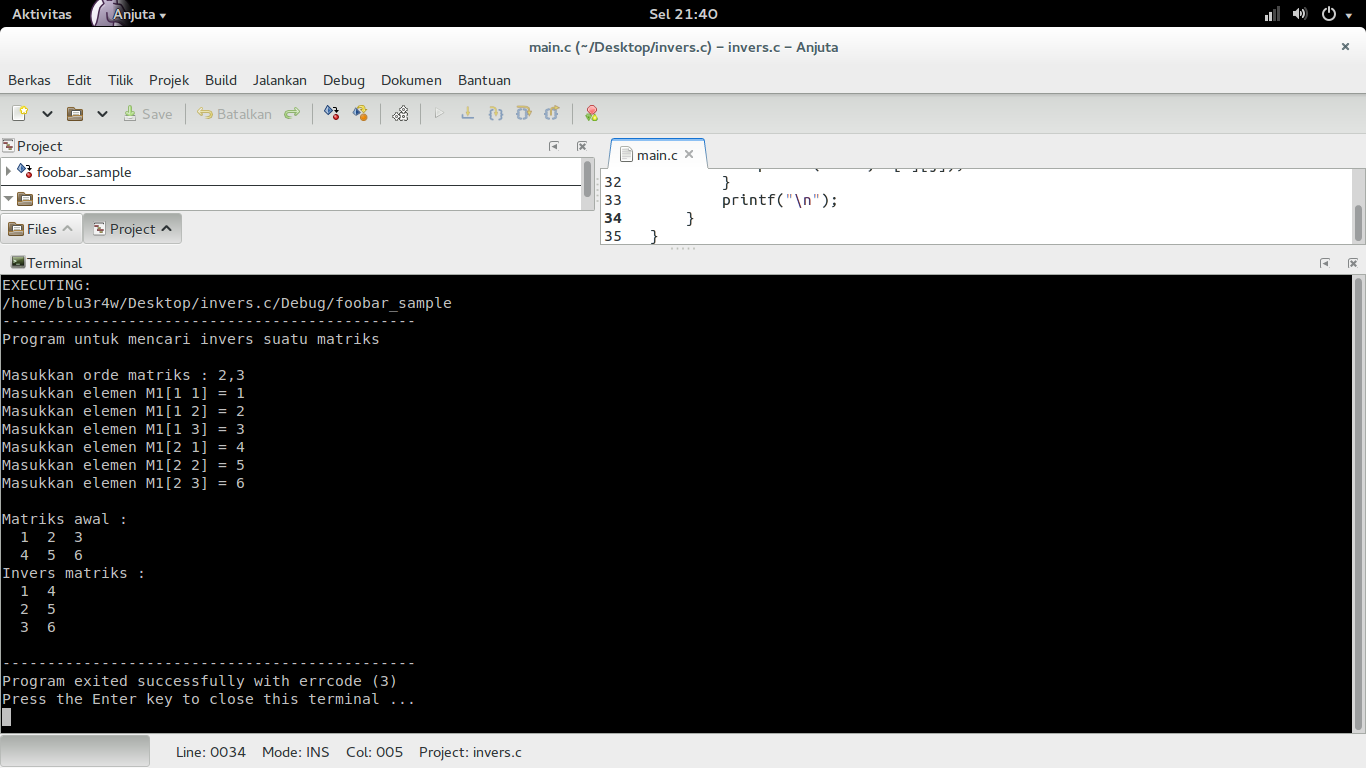 Aktivitas Anjuta Sel 21:40
main.c (~/Desktop/invers.c) – invers.c – Anjuta
Berkas Edit Tilik Projek Build Jalankan Debug Dokumen Bantuan
Save Batalkan
Project
foobar_sample
invers.c
Files Project
main.c
32 }
33 printf("\n");
34 }
35 }
Terminal
EXECUTING:
/home/blu3r4w/Desktop/invers.c/Debug/foobar_sample
----------------------------------------------
Program untuk mencari invers suatu matriks
Masukkan orde matriks : 2,3
Masukkan elemen M1[1 1] = 1
Masukkan elemen M1[1 2] = 2
Masukkan elemen M1[1 3] = 3
Masukkan elemen M1[2 1] = 4
Masukkan elemen M1[2 2] = 5
Masukkan elemen M1[2 3] = 6
Matriks awal :
1 2 3
4 5 6
Invers matriks :
1 4
2 5
3 6
----------------------------------------------
Program exited successfully with errcode (3)
Press the Enter key to close this terminal ...
Line: 0034 Mode: INS Col: 005 Project: invers.c